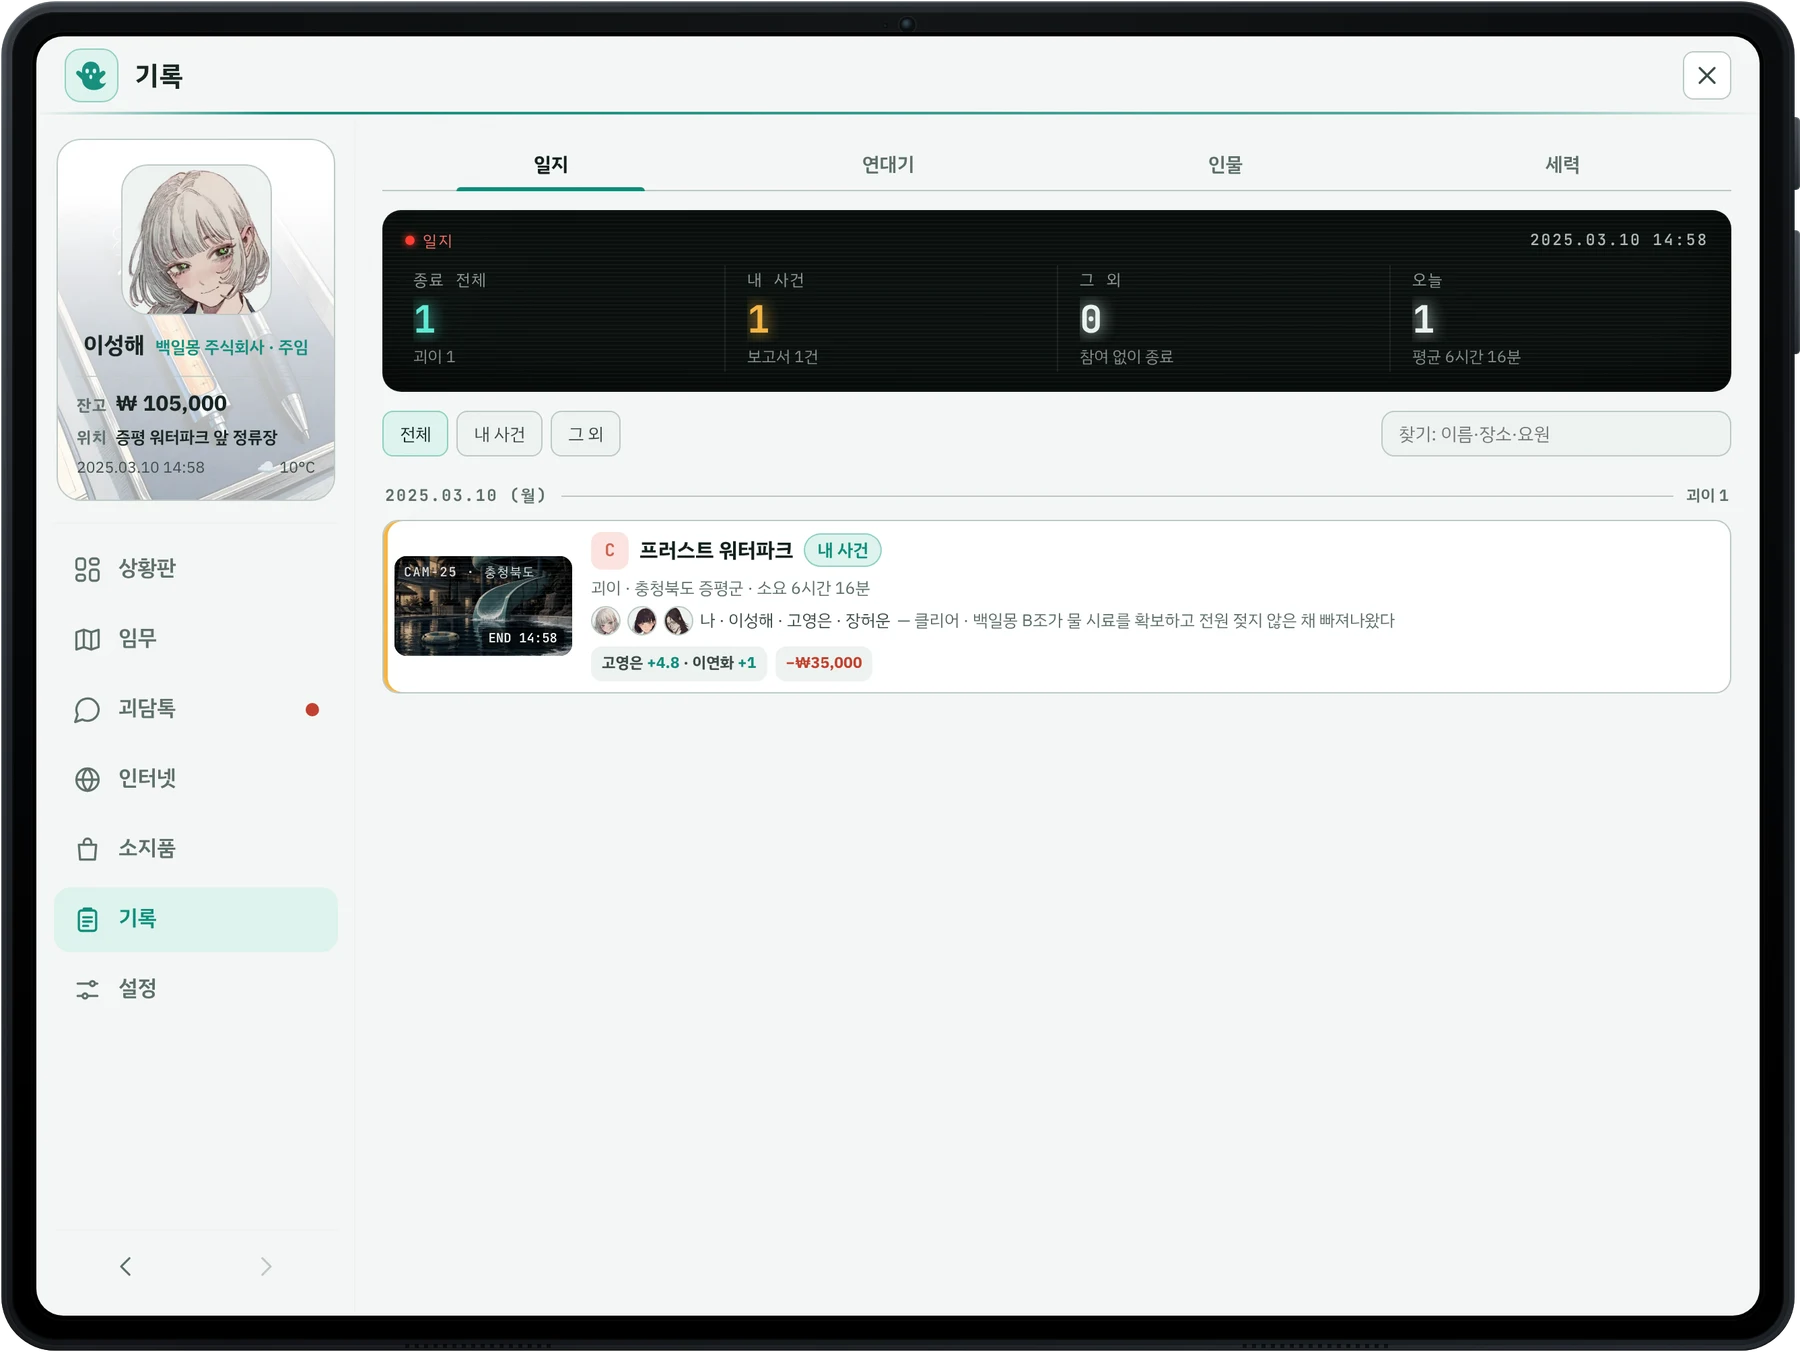 기록
이성해 백일몽 주식회사 · 주임
잔고 ₩ 105,000
위치 증평 워터파크 앞 정류장
2025.03.10 14:58 10°C
상황판
임무
괴담톡
인터넷
소지품
기록
설정
일지 연대기 인물 세력
일지 2025.03.10 14:58
종료 전체 내 사건 그 외 오늘
1 1 0 1
괴이 1 보고서 1건 참여 없이 종료 평균 6시간 16분
전체 내 사건 그 외 찾기: 이름·장소·요원
2025.03.10 (월) 괴이 1
CAM-25 · 충청북도
END 14:58
C 프러스트 워터파크 내 사건
괴이 · 충청북도 증평군 · 소요 6시간 16분
나 · 이성해 · 고영은 · 장허운 — 클리어 · 백일몽 B조가 물 시료를 확보하고 전원 젖지 않은 채 빠져나왔다
고영은 +4.8 · 이연화 +1 −₩35,000